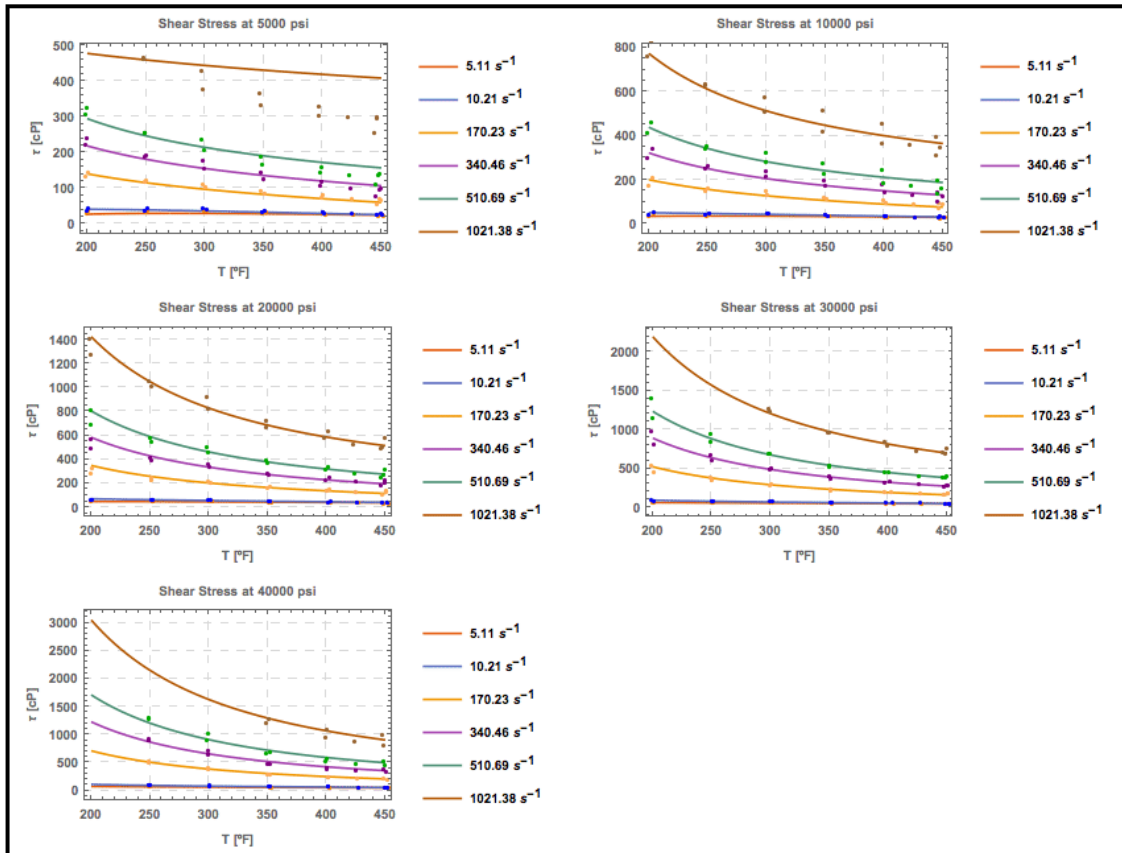 Shear Stress at 5000 psi
τ [cP]
500
400
300
200
100
0
200 250 300 350 400 450
T [ºF]
5.11 s⁻¹
10.21 s⁻¹
170.23 s⁻¹
340.46 s⁻¹
510.69 s⁻¹
1021.38 s⁻¹
Shear Stress at 10000 psi
τ [cP]
800
600
400
200
0
200 250 300 350 400 450
T [ºF]
5.11 s⁻¹
10.21 s⁻¹
170.23 s⁻¹
340.46 s⁻¹
510.69 s⁻¹
1021.38 s⁻¹
Shear Stress at 20000 psi
τ [cP]
1400
1200
1000
800
600
400
200
0
200 250 300 350 400 450
T [ºF]
5.11 s⁻¹
10.21 s⁻¹
170.23 s⁻¹
340.46 s⁻¹
510.69 s⁻¹
1021.38 s⁻¹
Shear Stress at 30000 psi
τ [cP]
2000
1500
1000
500
0
200 250 300 350 400 450
T [ºF]
5.11 s⁻¹
10.21 s⁻¹
170.23 s⁻¹
340.46 s⁻¹
510.69 s⁻¹
1021.38 s⁻¹
Shear Stress at 40000 psi
τ [cP]
3000
2500
2000
1500
1000
500
0
200 250 300 350 400 450
T [ºF]
5.11 s⁻¹
10.21 s⁻¹
170.23 s⁻¹
340.46 s⁻¹
510.69 s⁻¹
1021.38 s⁻¹